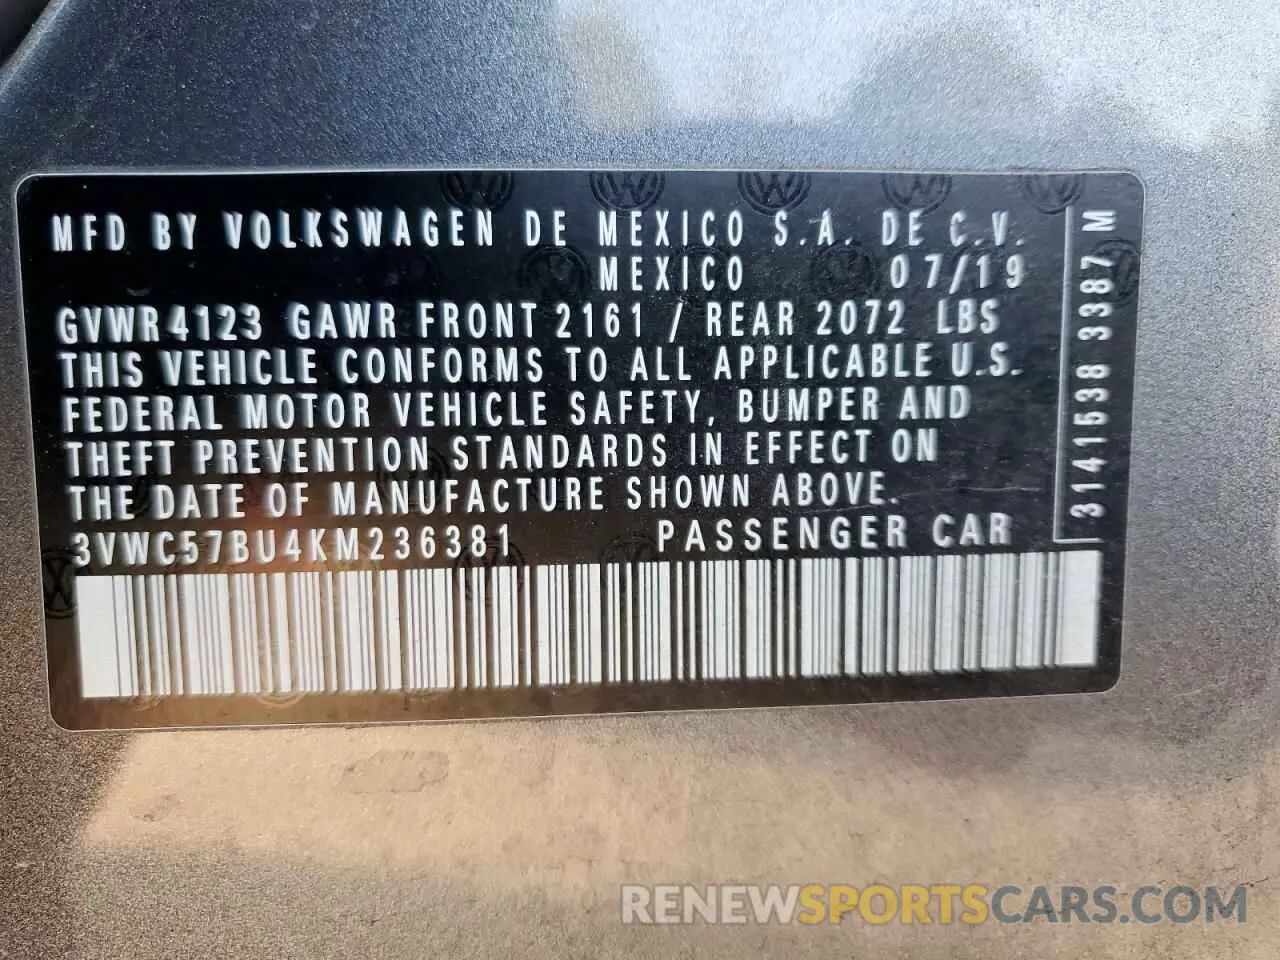 MFD BY VOLKSWAGEN DE MEXICO S.A. DE C.V.
MEXICO 07/19
GVWR 4123 GAWR FRONT 2161 / REAR 2072 LBS
THIS VEHICLE CONFORMS TO ALL APPLICABLE U.S.
FEDERAL MOTOR VEHICLE SAFETY, BUMPER AND
THEFT PREVENTION STANDARDS IN EFFECT ON
THE DATE OF MANUFACTURE SHOWN ABOVE.
3VWC57BU4KM236381 PASSENGER CAR
3141538 3387 M
RENEWSPORTSCARS.COM